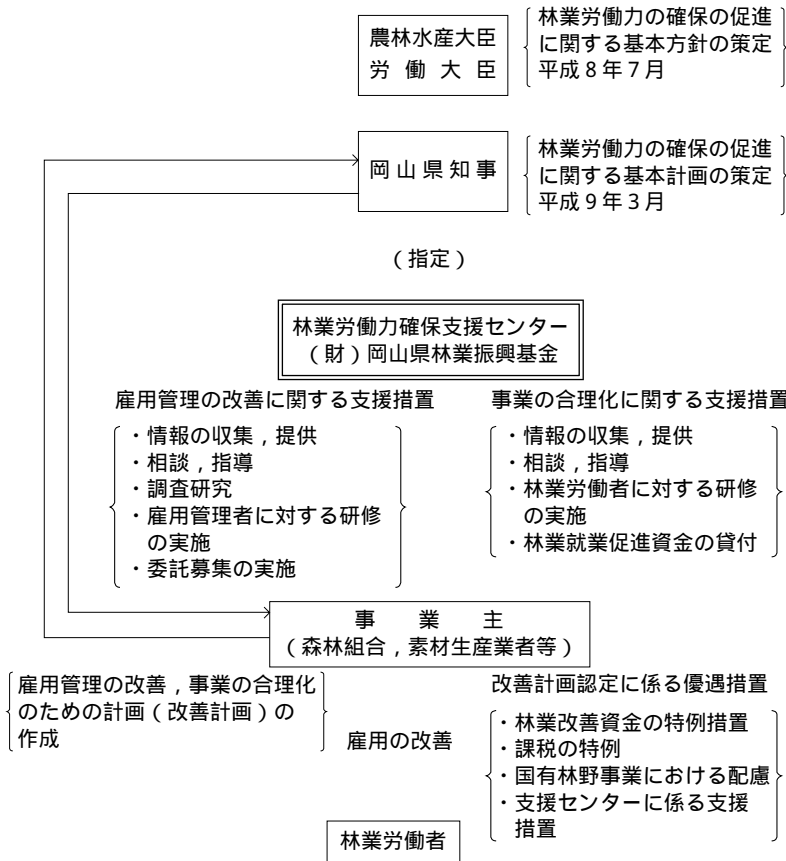 農林水産大臣
労働大臣
林業労働力の確保の促進
に関する基本方針の策定
平成8年7月
岡山県知事
林業労働力の確保の促進
に関する基本計画の策定
平成9年3月
(指定)
林業労働力確保支援センター
(財)岡山県林業振興基金
雇用管理の改善に関する支援措置
・情報の収集,提供
・相談,指導
・調査研究
・雇用管理者に対する研修
の実施
・委託募集の実施
事業の合理化に関する支援措置
・情報の収集,提供
・相談,指導
・林業労働者に対する研修
の実施
・林業就業促進資金の貸付
事業主
(森林組合,素材生産業者等)
雇用管理の改善,事業の合理化
のための計画(改善計画)の
作成
雇用の改善
改善計画認定に係る優遇措置
・林業改善資金の特例措置
・課税の特例
・国有林野事業における配慮
・支援センターに係る支援
措置
林業労働者